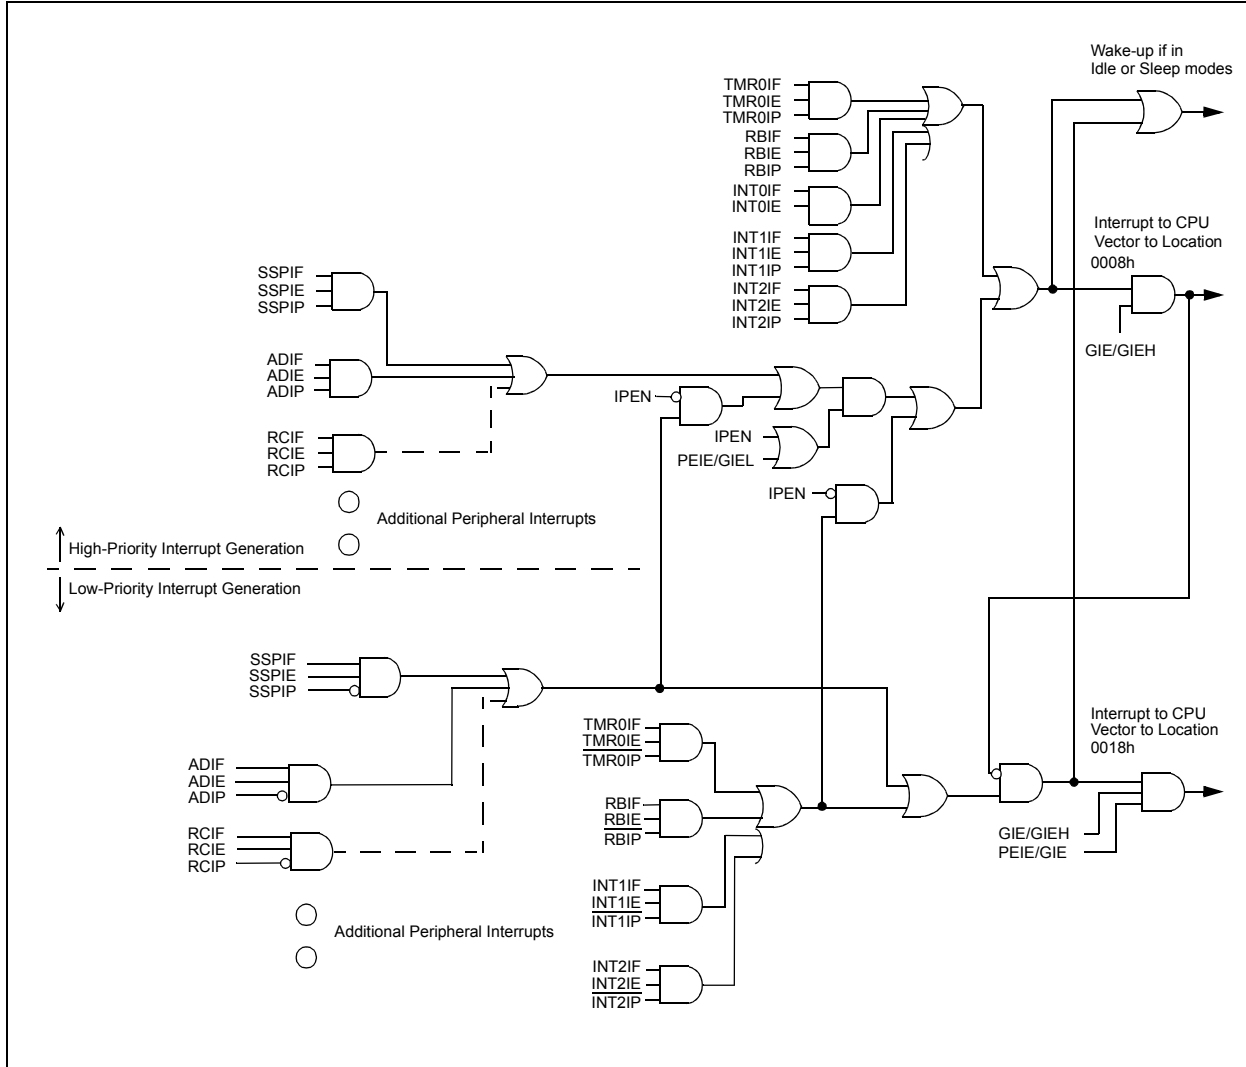 Wake-up if in
Idle or Sleep modes
TMR0IF
TMR0IE
TMR0IP
RBIF
RBIE
RBIP
INT0IF
INT0IE
INT1IF
INT1IE
INT1IP
INT2IF
INT2IE
INT2IP
Interrupt to CPU
Vector to Location
0008h
GIE/GIEH
SSPIF
SSPIE
SSPIP
ADIF
ADIE
ADIP
RCIF
RCIE
RCIP
IPEN
IPEN
PEIE/GIEL
IPEN
Additional Peripheral Interrupts
High-Priority Interrupt Generation
Low-Priority Interrupt Generation
SSPIF
SSPIE
SSPIP
ADIF
ADIE
ADIP
RCIF
RCIE
RCIP
Additional Peripheral Interrupts
TMR0IF
TMR0IE
TMR0IP
RBIF
RBIE
RBIP
INT1IF
INT1IE
INT1IP
INT2IF
INT2IE
INT2IP
Interrupt to CPU
Vector to Location
0018h
GIE/GIEH
PEIE/GIE